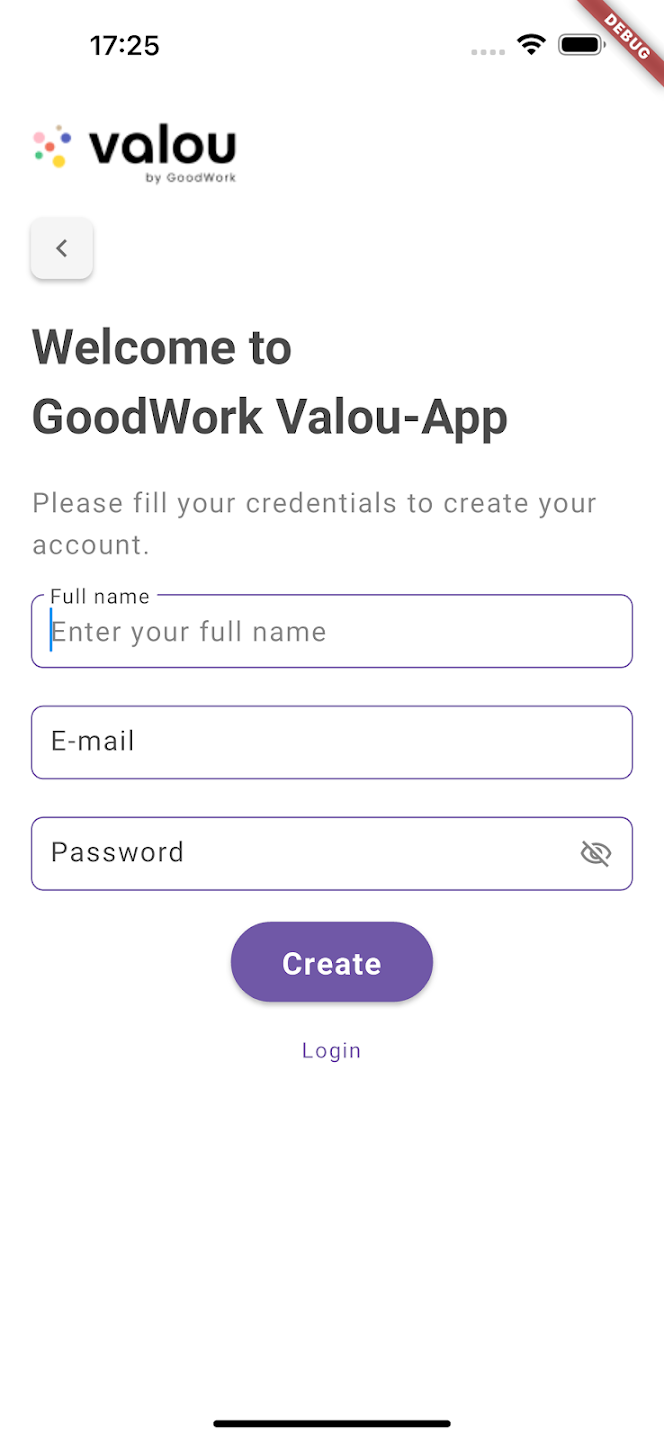 17:25
DEBUG
valou
by GoodWork
Welcome to
GoodWork Valou-App
Please fill your credentials to create your
account.
Full name
Enter your full name
E-mail
Password
Create
Login